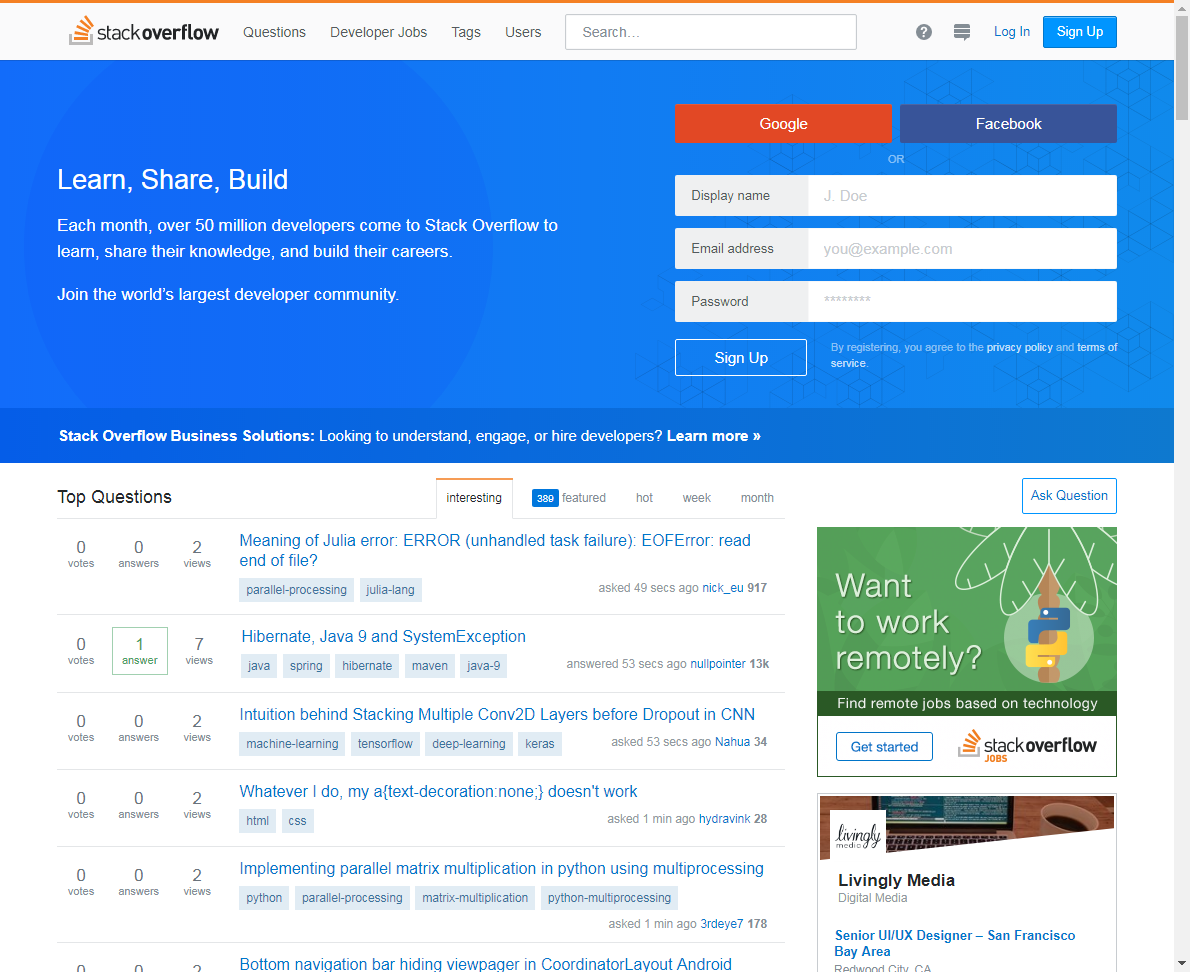 stack overflow Questions Developer Jobs Tags Users Search... ? Log In Sign Up
Google Facebook
OR
Learn, Share, Build
Each month, over 50 million developers come to Stack Overflow to
learn, share their knowledge, and build their careers.
Join the world's largest developer community.
Display name J. Doe
Email address you@example.com
Password ********
Sign Up By registering, you agree to the privacy policy and terms of
service.
Stack Overflow Business Solutions: Looking to understand, engage, or hire developers? Learn more »
Top Questions interesting 389 featured hot week month
Ask Question
0 votes 0 answers 2 views
Meaning of Julia error: ERROR (unhandled task failure): EOFError: read
end of file?
parallel-processing julia-lang asked 49 secs ago nick_eu 917
0 votes 1 answer 7 views
Hibernate, Java 9 and SystemException
java spring hibernate maven java-9 answered 53 secs ago nullpointer 13k
0 votes 0 answers 2 views
Intuition behind Stacking Multiple Conv2D Layers before Dropout in CNN
machine-learning tensorflow deep-learning keras asked 53 secs ago Nahua 34
0 votes 0 answers 2 views
Whatever I do, my a{text-decoration:none;} doesn't work
html css asked 1 min ago hydravink 28
0 votes 0 answers 2 views
Implementing parallel matrix multiplication in python using multiprocessing
python parallel-processing matrix-multiplication python-multiprocessing
asked 1 min ago 3rdeye7 178
0 0 2
Bottom navigation bar hiding viewpager in CoordinatorLayout Android
Want
to work
remotely?
Find remote jobs based on technology
Get started stack overflow
JOBS
livingly
media
Livingly Media
Digital Media
Senior UI/UX Designer – San Francisco
Bay Area
Redwood City, CA